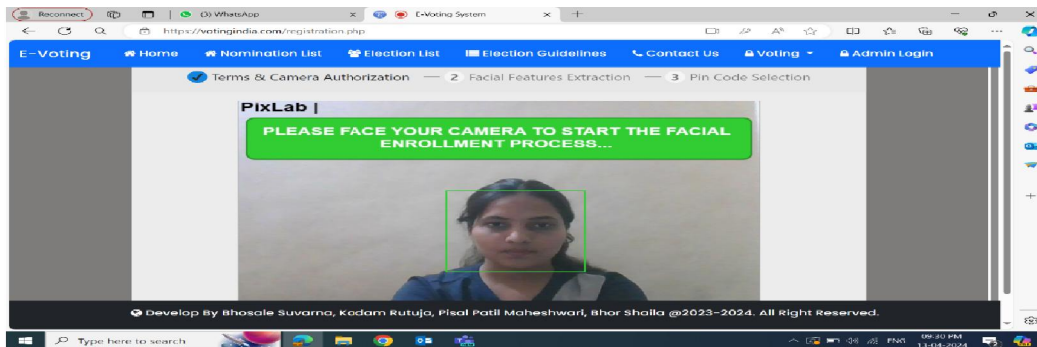 Reconnect
(3) WhatsApp
E-Voting System
https://votingindia.com/registration.php
E-Voting
Home
Nomination List
Election List
Election Guidelines
Contact Us
Voting
Admin Login
Terms & Camera Authorization — 2 Facial Features Extraction — 3 Pin Code Selection
PixLab |
PLEASE FACE YOUR CAMERA TO START THE FACIAL
ENROLLMENT PROCESS...
Develop By Bhosale Suvarna, Kadam Rutuja, Pisal Patil Maheshwari, Bhor Shaila @2023-2024. All Right Reserved.
Type here to search
ENG
09:30 PM
13-04-2024